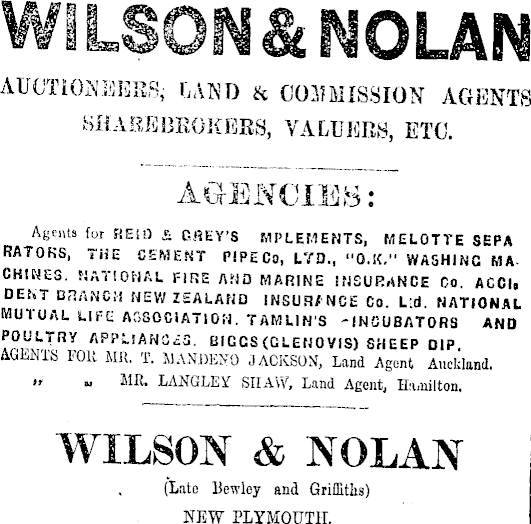 WILSON & NOLAN
AUCTIONEERS, LAND & COMMISSION AGENTS
SHAREBROKERS, VALUERS, ETC.
AGENCIES:
Agents for REID & GREY'S MPLEMENTS, MELOTTE SEPA
RATORS, THE CEMENT PIPE Co, LTD., "O.K." WASHING MA-
CHINES. NATIONAL FIRE AND MARINE INSURANCE Co. ACCI-
DENT BRANCH NEW ZEALAND INSURANCE Co. Ltd. NATIONAL
MUTUAL LIFE ASSOCIATION. TAMLIN'S INCUBATORS AND
POULTRY APPLIANCES. BIGGS (GLENOVIS) SHEEP DIP.
AGENTS FOR MR. T. MANDENO JACKSON, Land Agent Auckland.
„ „ MR. LANGLEY SHAW, Land Agent, Hamilton.
WILSON & NOLAN
(Late Bewley and Griffiths)
NEW PLYMOUTH.